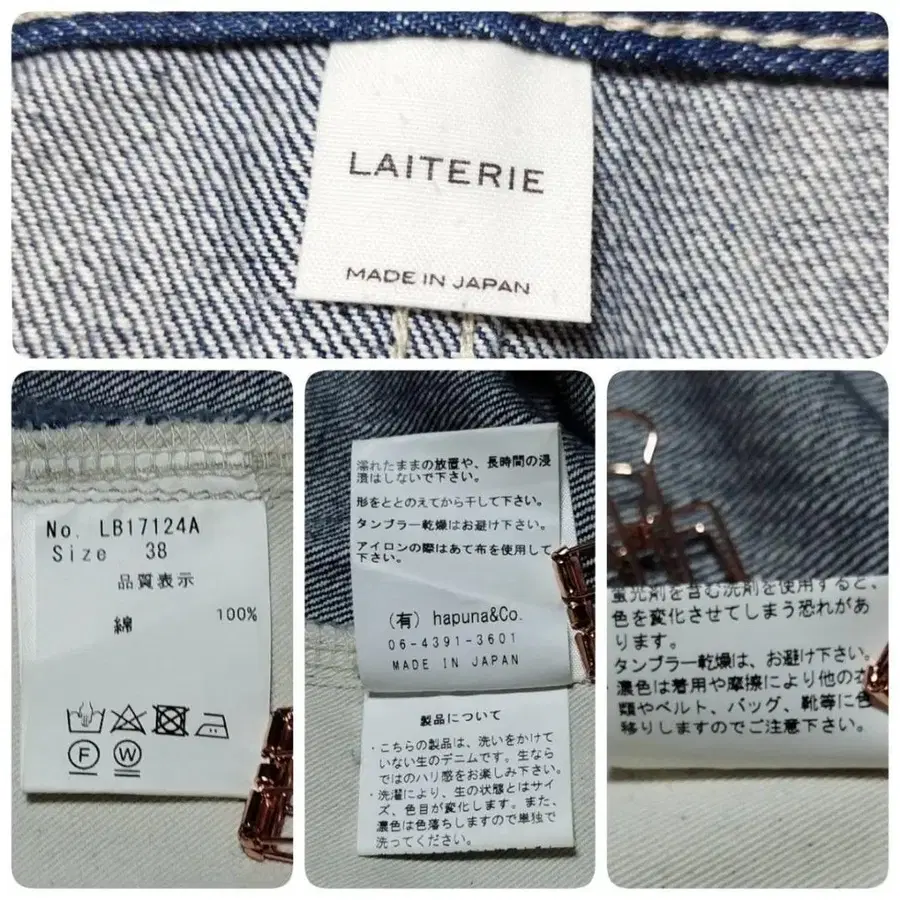 LAITERIE
MADE IN JAPAN
No. LB17124A
Size 38
品質表示
綿 100%
F W
濡れたままの放置や、長時間の浸
漬はしないで下さい。
形をととのえてから干して下さい。
タンブラー乾燥はお避け下さい。
アイロンの際はあて布を使用して
下さい。
(有) hapuna&Co.
06-4391-3601
MADE IN JAPAN
製品について
・こちらの製品は、洗いをかけて
いない生のデニムです。生なら
ではのハリ感をお楽しみ下さい。
・洗濯により、生の状態とはサイ
ズ、色目が変化します。また、
濃色は色落ちしますので単独で
洗ってください。
蛍光剤を含む洗剤を使用すると、
色を変化させてしまう恐れがあ
ります。
タンブラー乾燥は、お避け下さい。
濃色は着用や摩擦により他の衣
類やベルト、バッグ、靴等に色
移りしますのでご注意下さい。